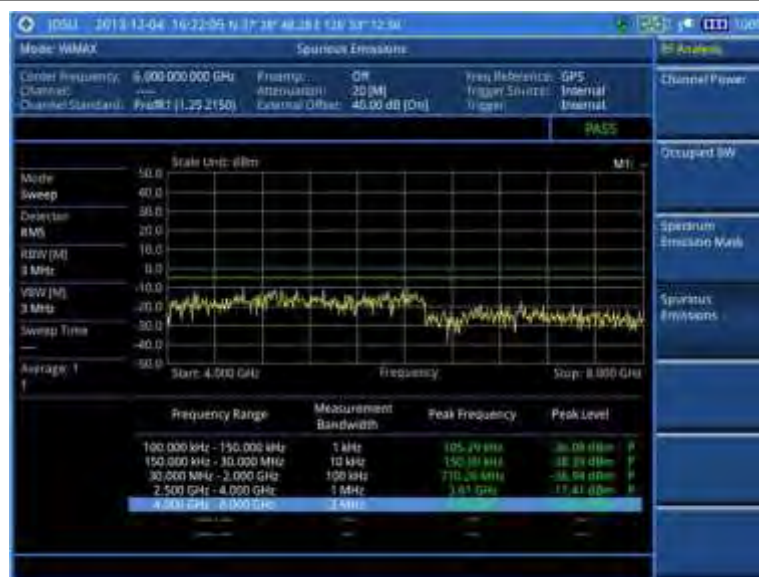 JDSU 2013-12-04 16:22:05
Mode: WiMAX Spurious Emissions
RF Analysis
Center Frequency: 6.000 000 000 GHz
Channel: ----
Channel Standard:
Preamp: Off
Attenuation: 20 [M]
External Offset: 40.00 dB [On]
Freq Reference: GPS
Trigger Source: Internal
Trigger: Internal
PASS
Channel Power
Occupied BW
Spectrum
Emission Mask
Spurious
Emissions
Mode
Sweep
Detector
RMS
RBW [M]
3 MHz
VBW [M]
3 MHz
Sweep Time
---
Average: 1
1
Scale Unit: dBm
M1: --
50.0
40.0
30.0
20.0
10.0
0.0
-10.0
-20.0
-30.0
-40.0
-50.0
Start: 4.000 GHz Frequency Stop: 8.000 GHz
Frequency Range Measurement Bandwidth Peak Frequency Peak Level
100.000 kHz - 150.000 kHz 1 kHz 105.29 kHz
150.000 kHz - 30.000 MHz 10 kHz
30.000 MHz - 2.000 GHz 100 kHz
2.500 GHz - 4.000 GHz 1 MHz 3.61 GHz -17.41 dBm P